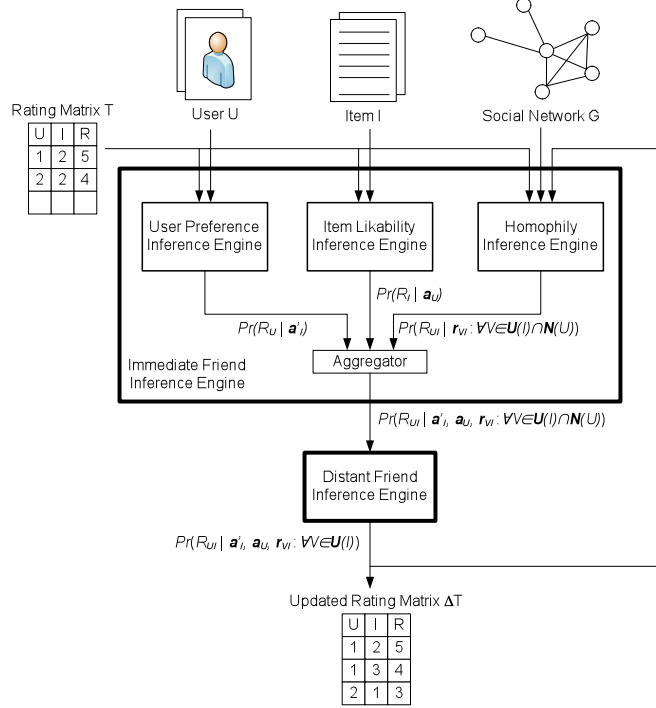 User U
Item I
Social Network G
Rating Matrix T
U I R
1 2 5
2 2 4
User Preference
Inference Engine
Item Likability
Inference Engine
Homophily
Inference Engine
Pr(R_I | a_U)
Pr(R_U | a'_I)
Pr(R_UI | r_VI : ∀V∈U(I)∩N(U))
Aggregator
Immediate Friend
Inference Engine
Pr(R_UI | a'_I, a_U, r_VI : ∀V∈U(I)∩N(U))
Distant Friend
Inference Engine
Pr(R_UI | a'_I, a_U, r_VI : ∀V∈U(I))
Updated Rating Matrix ΔT
U I R
1 2 5
1 3 4
2 1 3